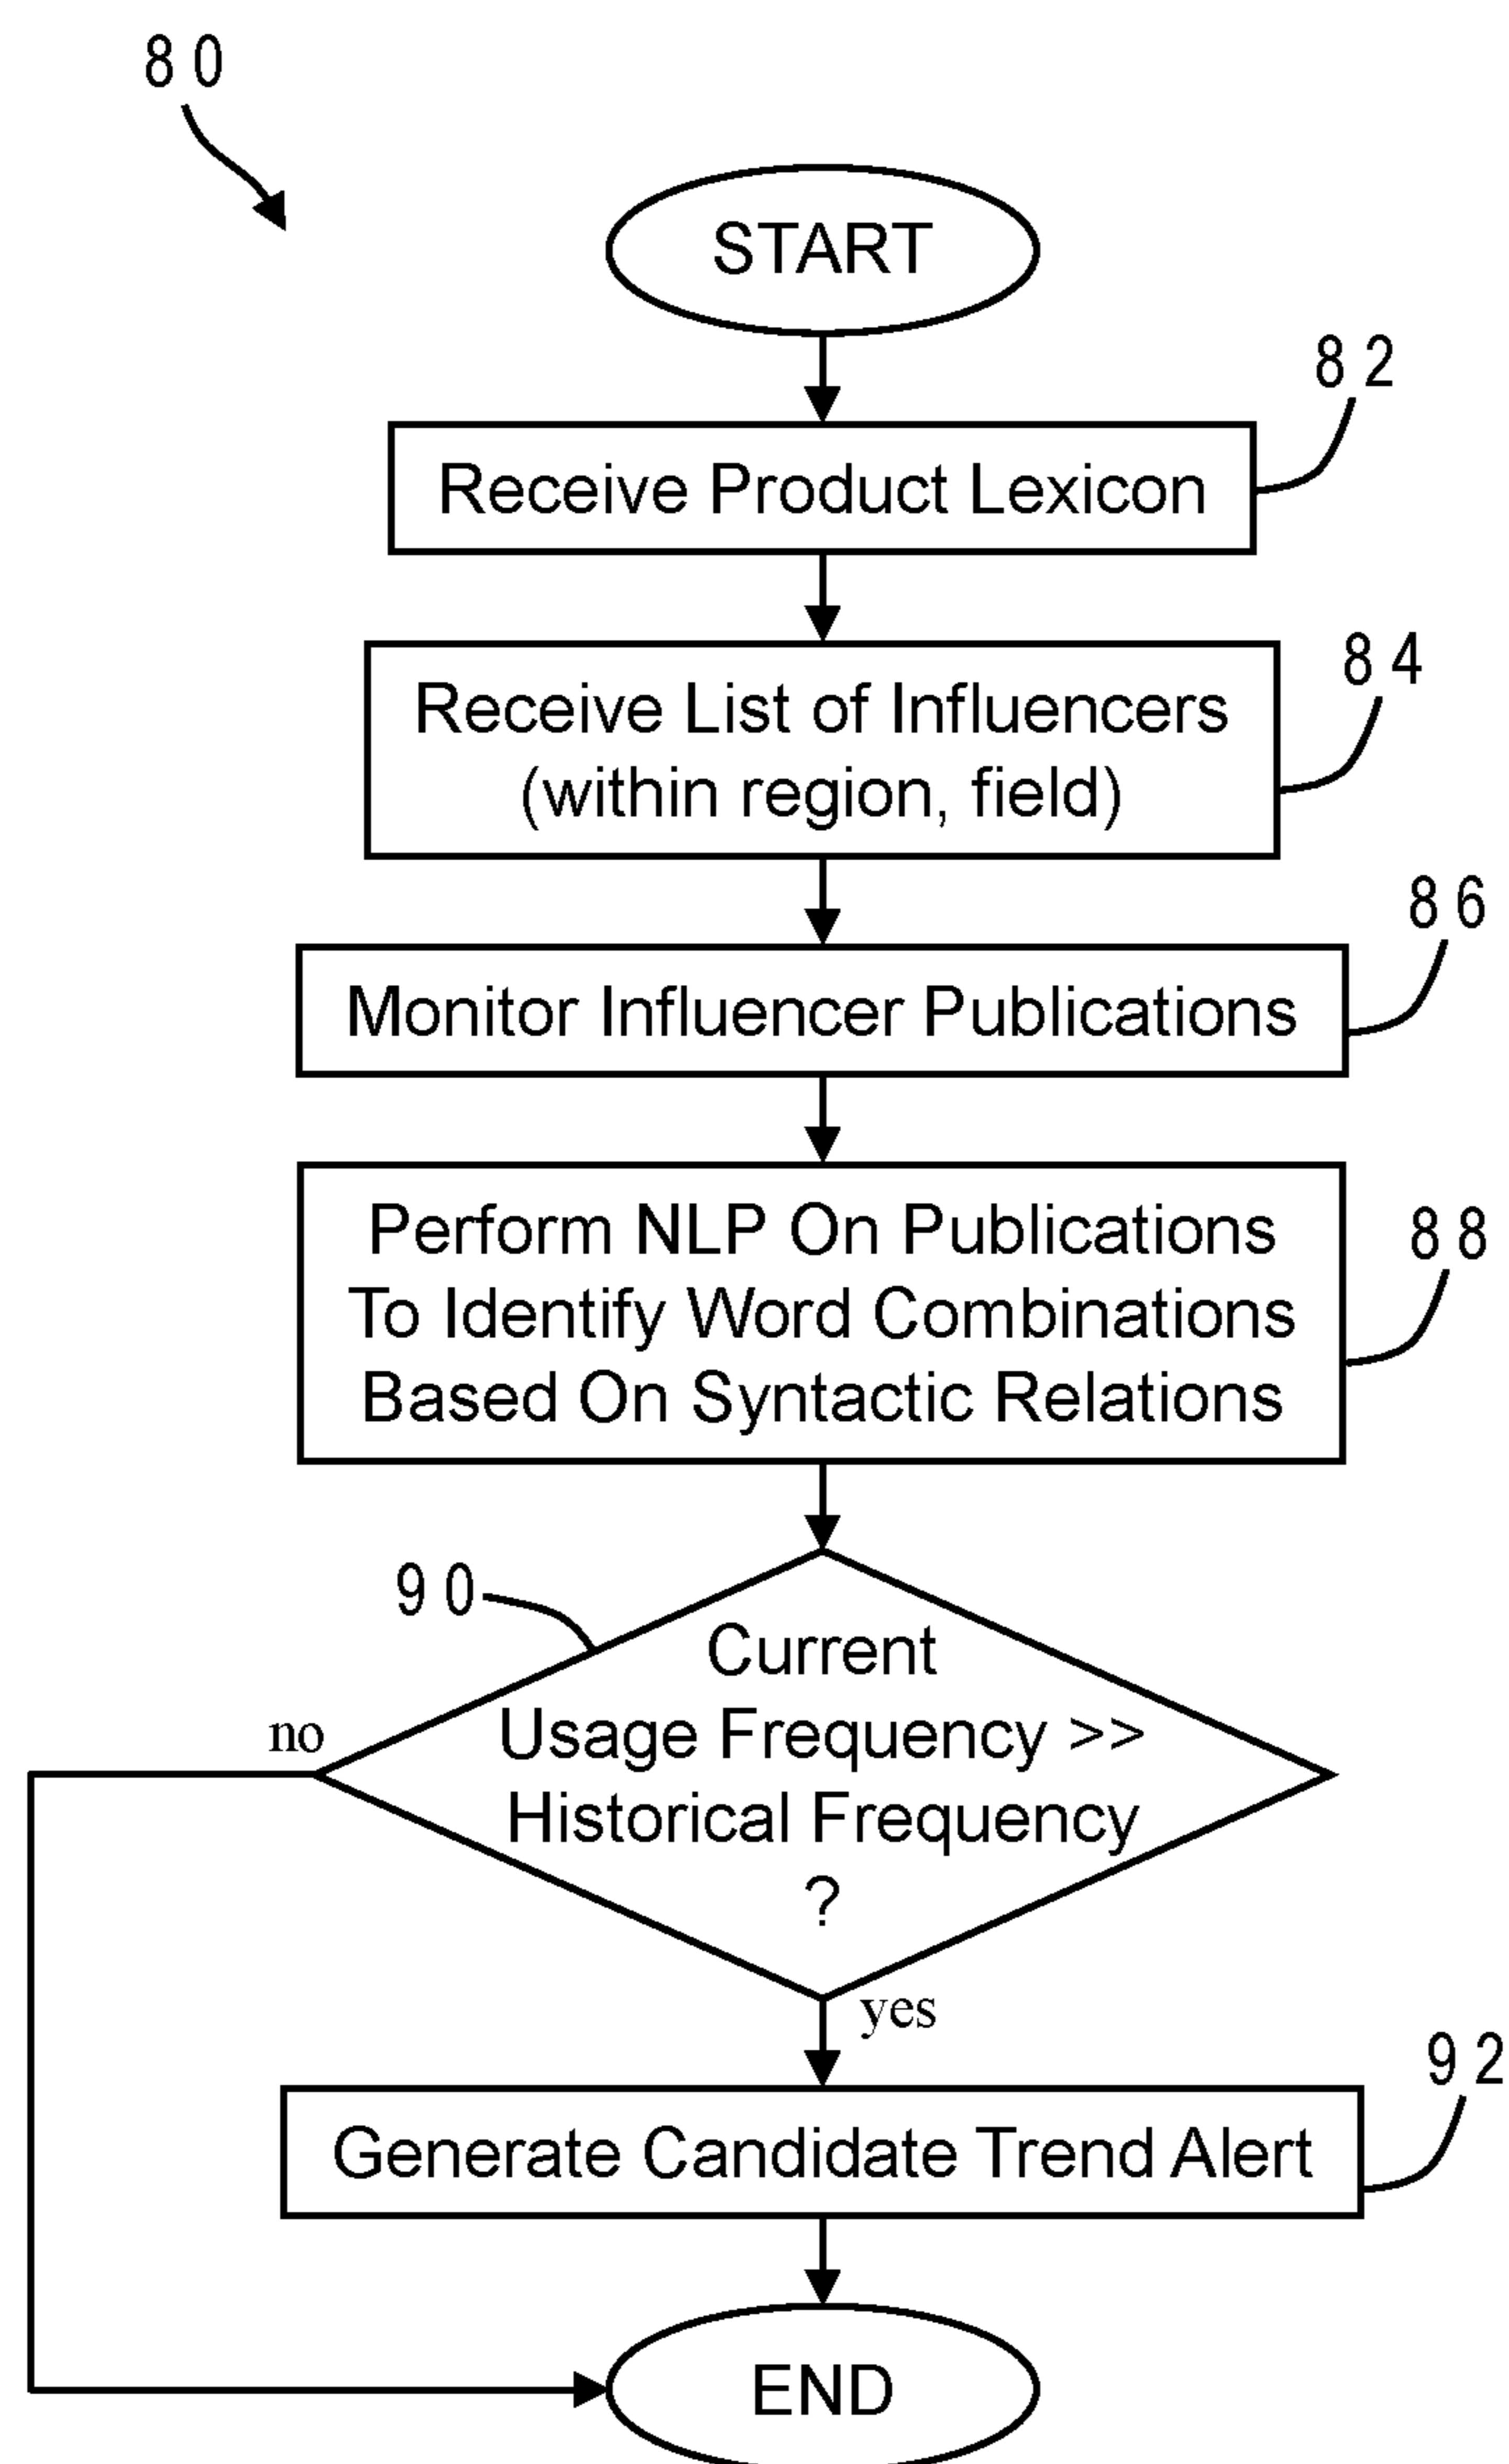 80
START
82
Receive Product Lexicon
84
Receive List of Influencers
(within region, field)
86
Monitor Influencer Publications
88
Perform NLP On Publications
To Identify Word Combinations
Based On Syntactic Relations
90
Current
Usage Frequency >>
Historical Frequency
?
no
yes
92
Generate Candidate Trend Alert
END